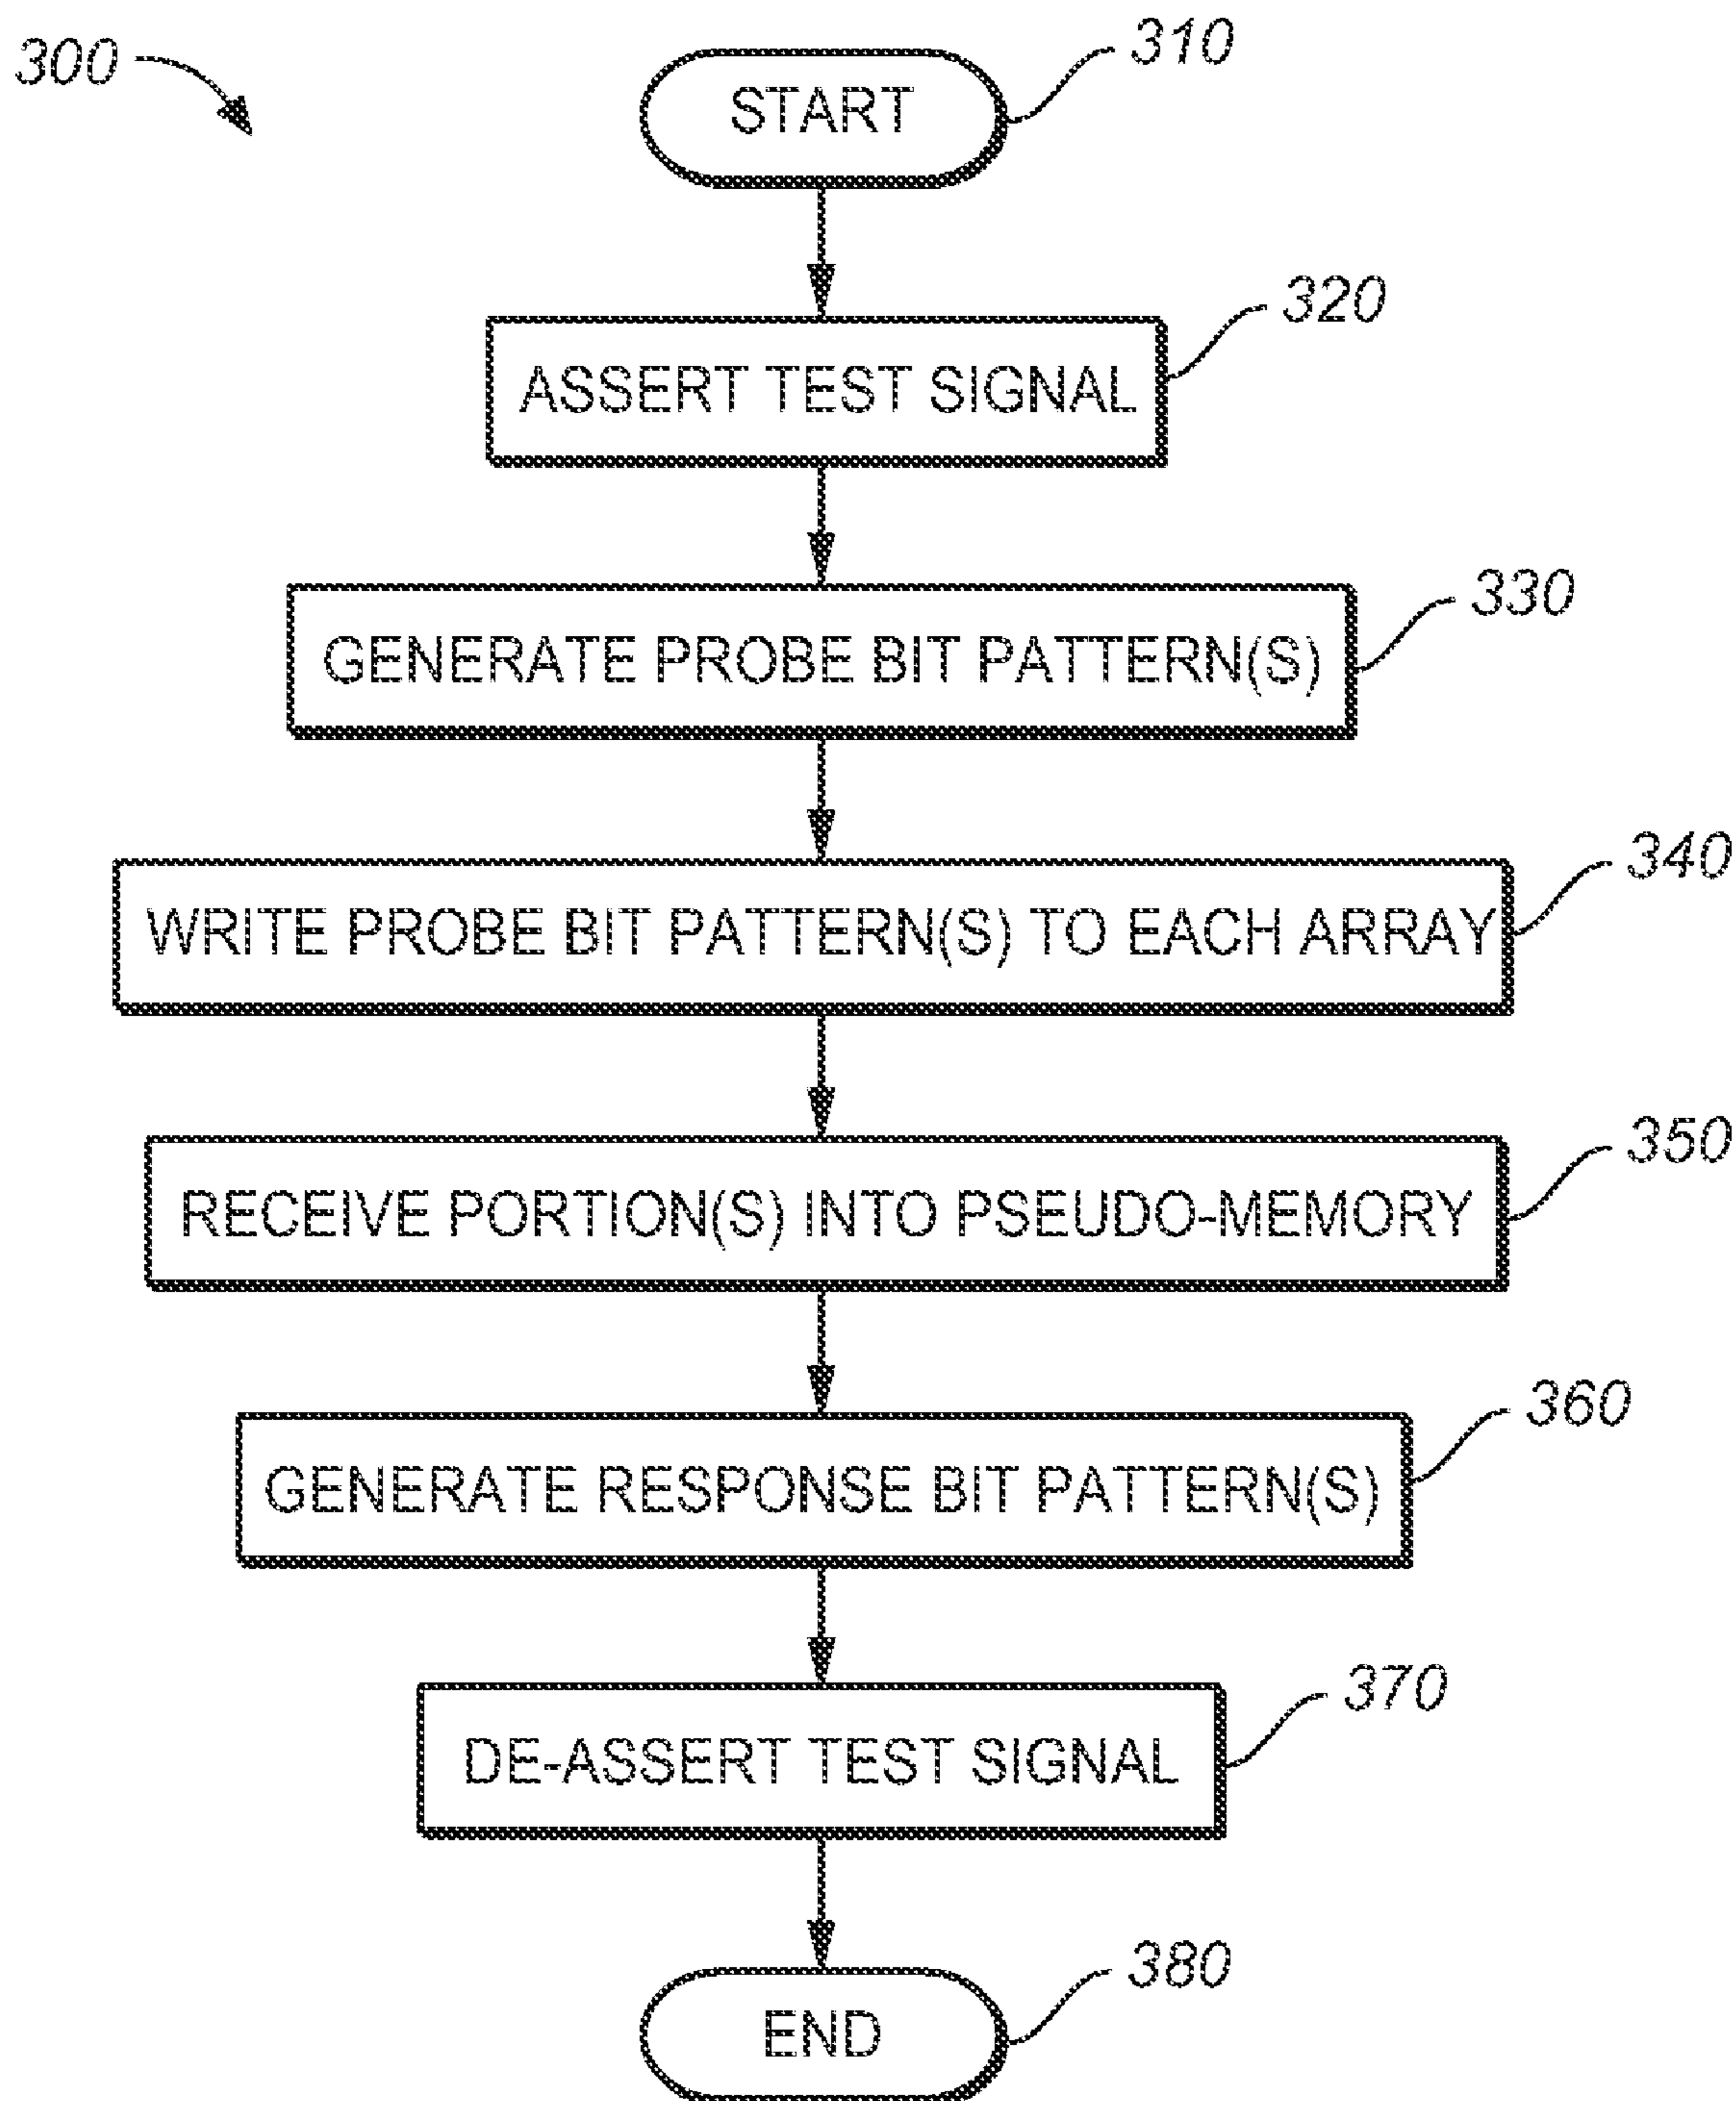 300
310
START
320
ASSERT TEST SIGNAL
330
GENERATE PROBE BIT PATTERN(S)
340
WRITE PROBE BIT PATTERN(S) TO EACH ARRAY
350
RECEIVE PORTION(S) INTO PSEUDO-MEMORY
360
GENERATE RESPONSE BIT PATTERN(S)
370
DE-ASSERT TEST SIGNAL
380
END